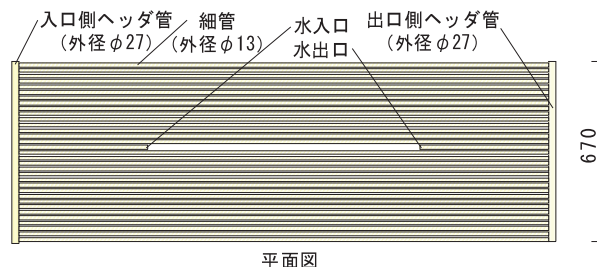 入口側ヘッダ管
（外径φ27）
細管
（外径φ13）
水入口
水出口
出口側ヘッダ管
（外径φ27）
670
平面図